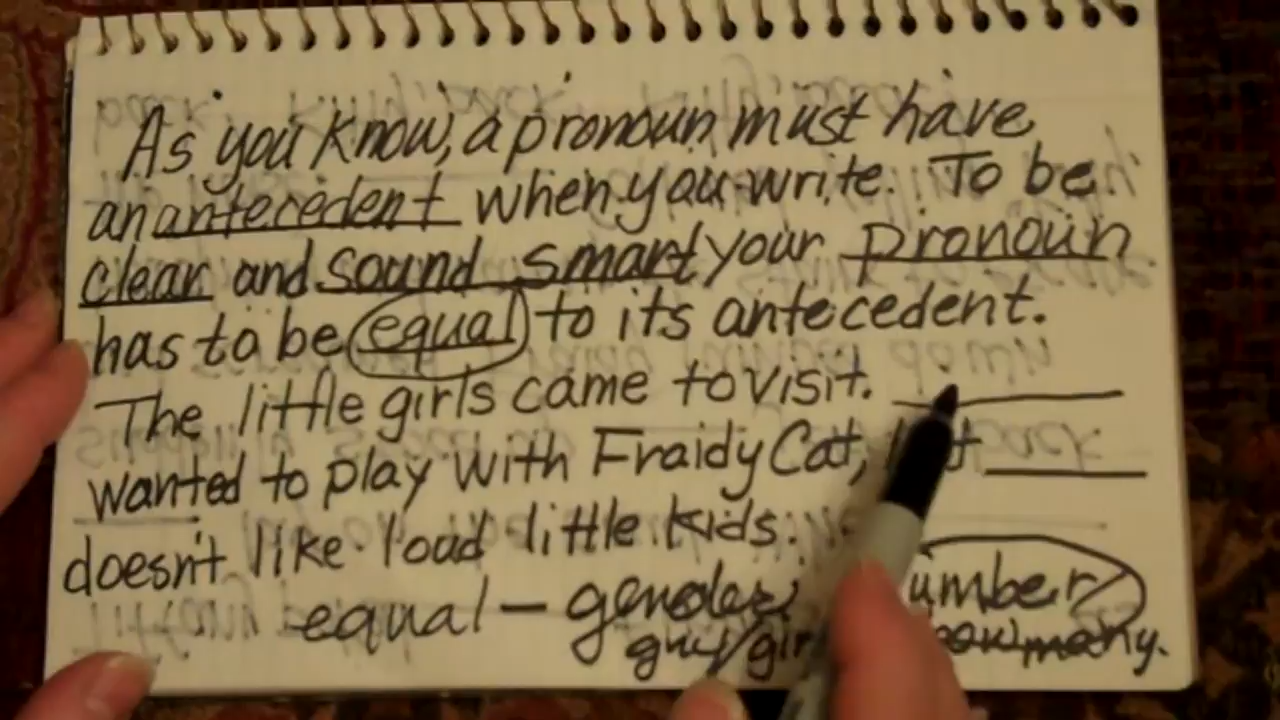 As you know, a pronoun must have
an antecedent when you write. To be
clear and sound smart your pronoun
has to be equal to its antecedent.
The little girls came to visit.
wanted to play with Fraidy Cat,
doesn't like loud little kids.
equal – gender
guy/girl